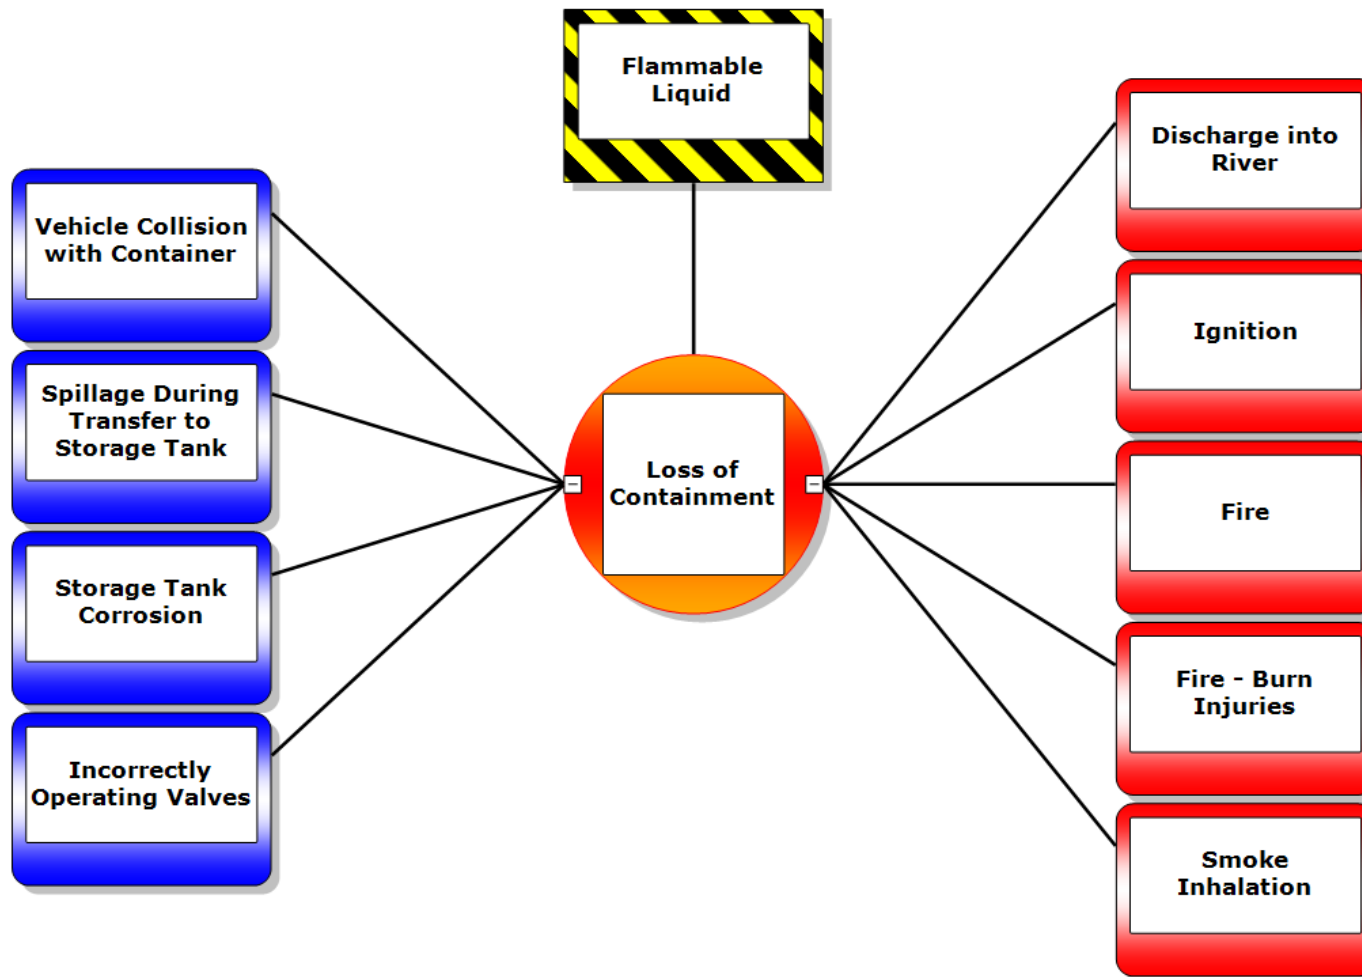 Flammable
Liquid
Vehicle Collision
with Container
Spillage During
Transfer to
Storage Tank
Storage Tank
Corrosion
Incorrectly
Operating Valves
Loss of
Containment
Discharge into
River
Ignition
Fire
Fire - Burn
Injuries
Smoke
Inhalation